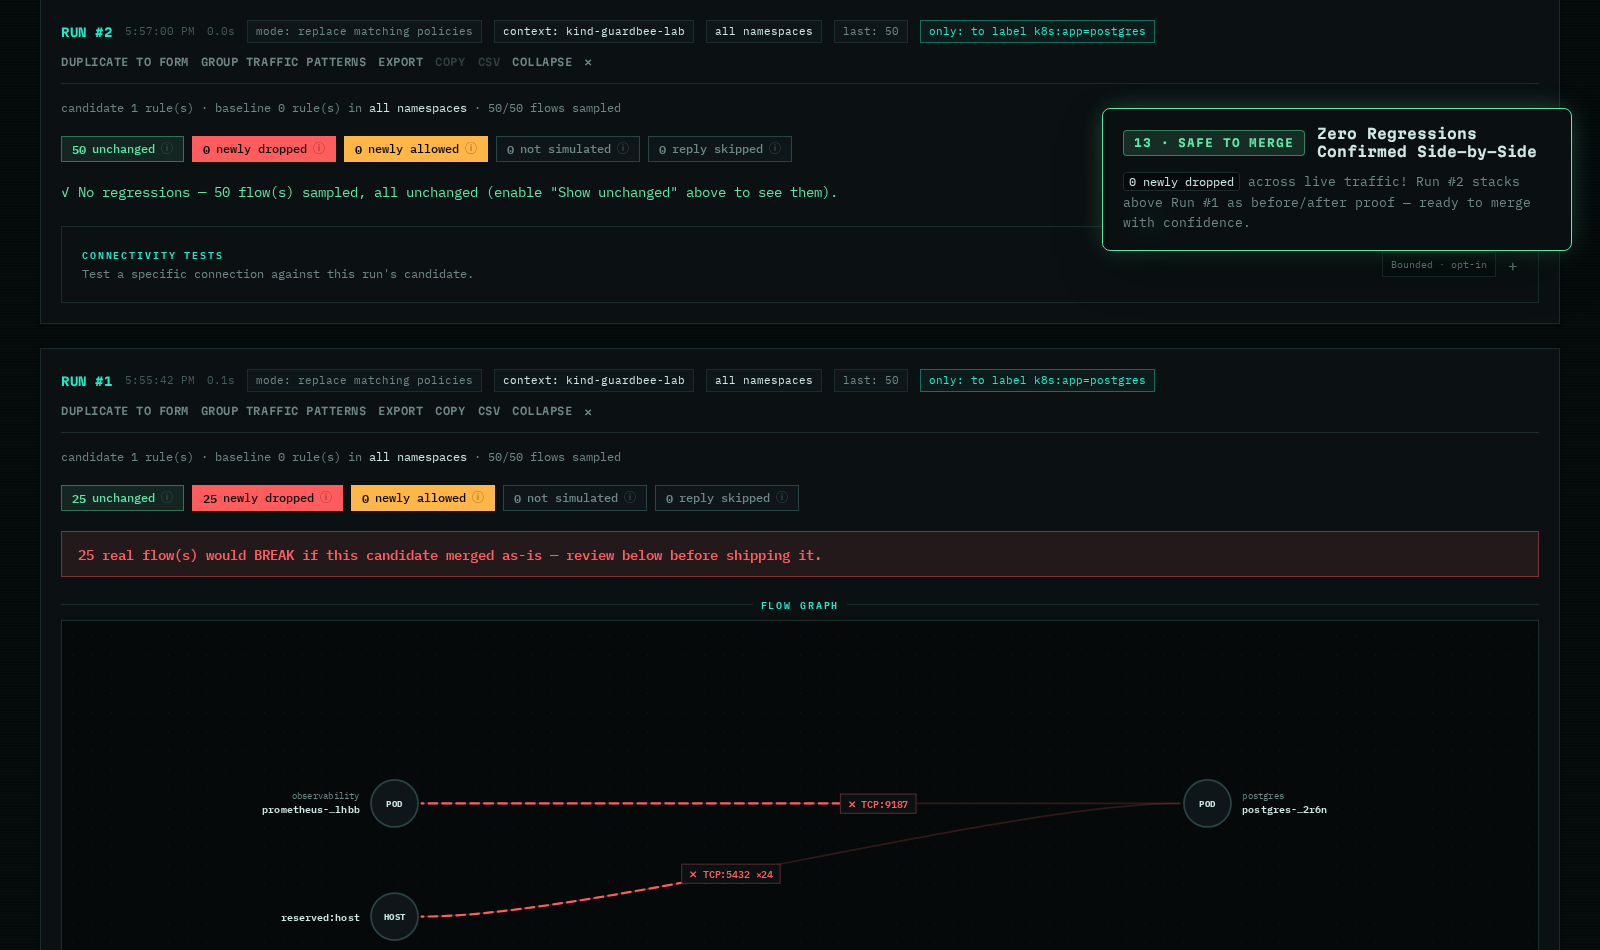 RUN #2 5:57:00 PM 0.0s mode: replace matching policies context: kind-guardbee-lab all namespaces last: 50 only: to label k8s:app=postgres
DUPLICATE TO FORM GROUP TRAFFIC PATTERNS EXPORT COPY CSV COLLAPSE ×
candidate 1 rule(s) · baseline 0 rule(s) in all namespaces · 50/50 flows sampled
50 unchanged ⓘ 0 newly dropped ⓘ 0 newly allowed ⓘ 0 not simulated ⓘ 0 reply skipped ⓘ
√ No regressions — 50 flow(s) sampled, all unchanged (enable "Show unchanged" above to see them).
13 · SAFE TO MERGE
Zero Regressions
Confirmed Side-by-Side
0 newly dropped across live traffic! Run #2 stacks
above Run #1 as before/after proof — ready to merge
with confidence.
CONNECTIVITY TESTS
Test a specific connection against this run's candidate.
Bounded · opt-in +
RUN #1 5:55:42 PM 0.1s mode: replace matching policies context: kind-guardbee-lab all namespaces last: 50 only: to label k8s:app=postgres
DUPLICATE TO FORM GROUP TRAFFIC PATTERNS EXPORT COPY CSV COLLAPSE ×
candidate 1 rule(s) · baseline 0 rule(s) in all namespaces · 50/50 flows sampled
25 unchanged ⓘ 25 newly dropped ⓘ 0 newly allowed ⓘ 0 not simulated ⓘ 0 reply skipped ⓘ
25 real flow(s) would BREAK if this candidate merged as-is — review below before shipping it.
FLOW GRAPH
observability
prometheus-…lhbb
POD
× TCP:9187
POD
postgres
postgres-…2r6n
× TCP:5432 ×24
reserved:host
HOST